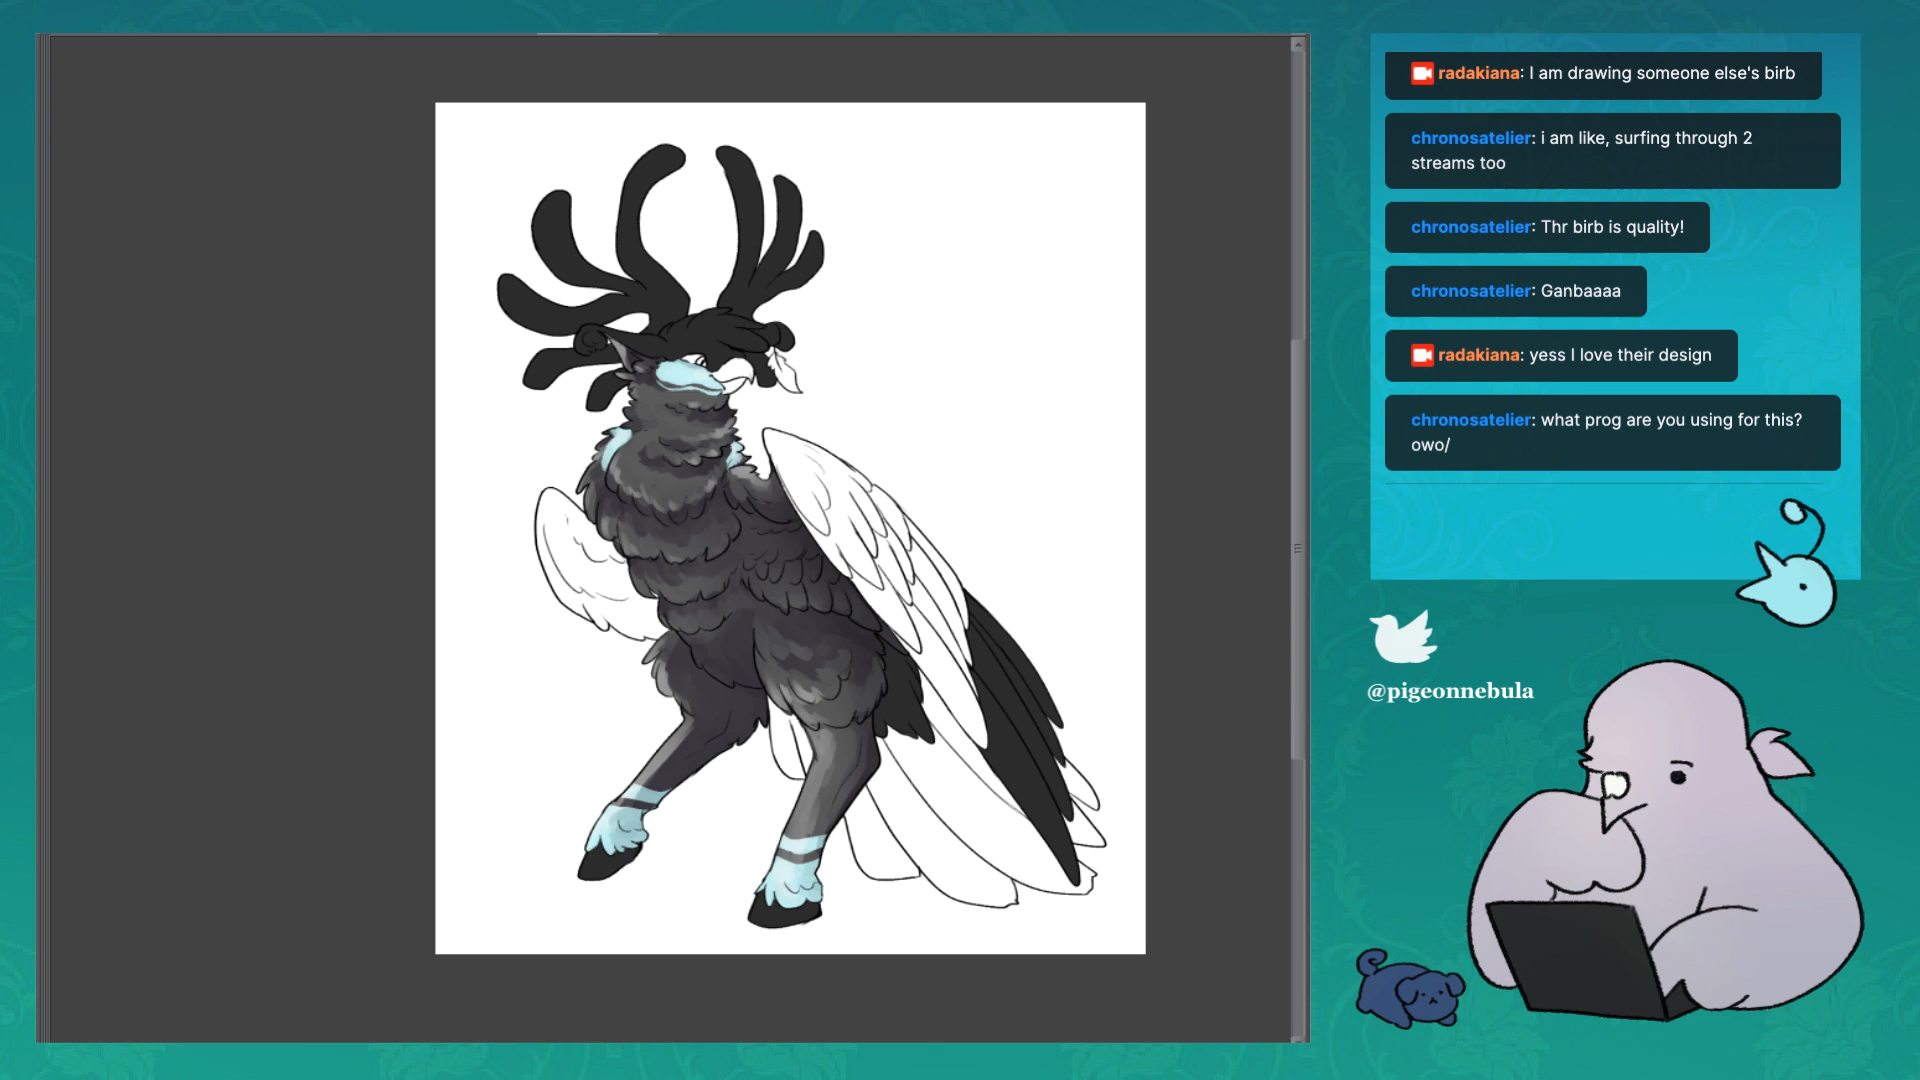 radakiana: I am drawing someone else's birb
chronosatelier: i am like, surfing through 2
streams too
chronosatelier: Thr birb is quality!
chronosatelier: Ganbaaaa
radakiana: yess I love their design
chronosatelier: what prog are you using for this?
owo/
@pigeonnebula